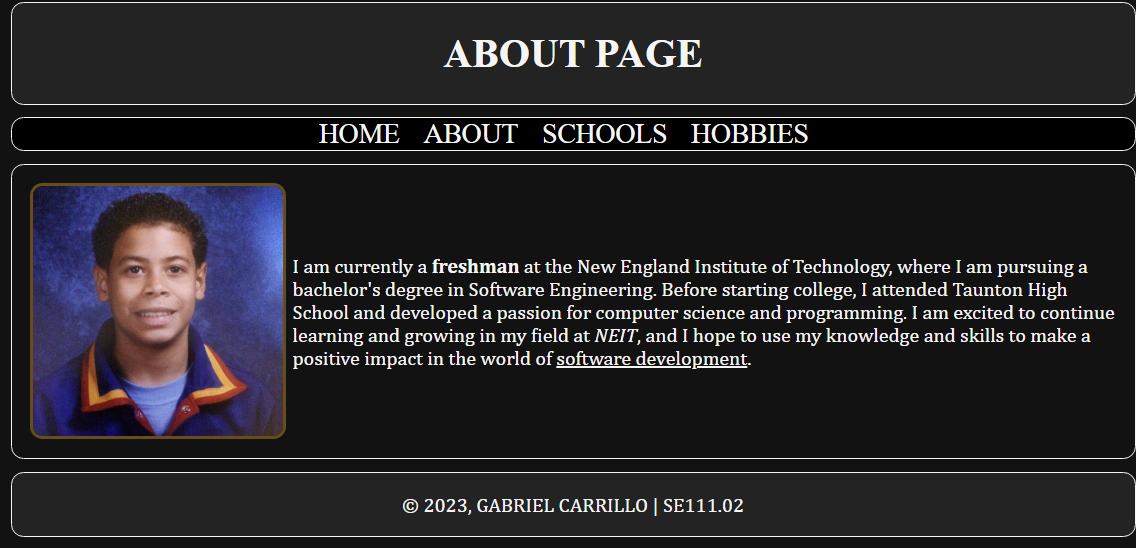 ABOUT PAGE
HOME ABOUT SCHOOLS HOBBIES
I am currently a freshman at the New England Institute of Technology, where I am pursuing a
bachelor's degree in Software Engineering. Before starting college, I attended Taunton High
School and developed a passion for computer science and programming. I am excited to continue
learning and growing in my field at NEIT, and I hope to use my knowledge and skills to make a
positive impact in the world of software development.
© 2023, GABRIEL CARRILLO | SE111.02